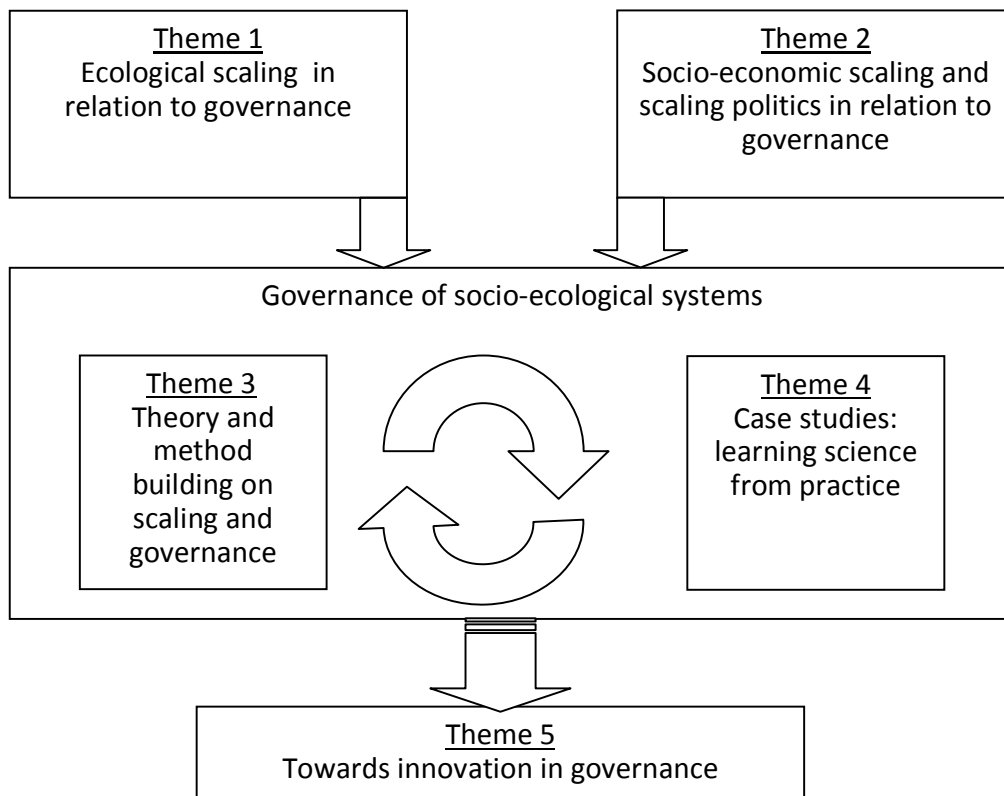 Theme 1
Ecological scaling  in
relation to governance
Theme 2
Socio-economic scaling and
scaling politics in relation to
governance
Governance of socio-ecological systems
Theme 3
Theory and
method
building on
scaling and
governance
Theme 4
Case studies:
learning science
from practice
Theme 5
Towards innovation in governance